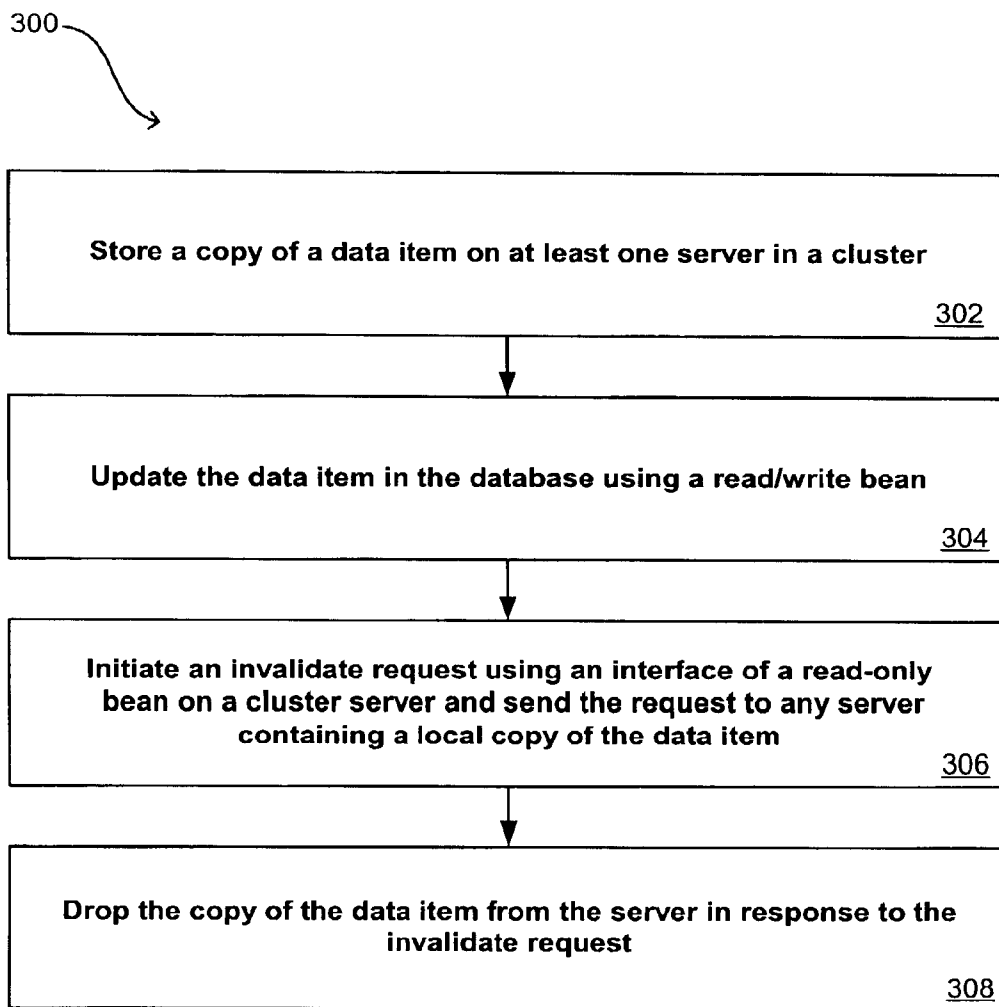 300
Store a copy of a data item on at least one server in a cluster
302
Update the data item in the database using a read/write bean
304
Initiate an invalidate request using an interface of a read-only
bean on a cluster server and send the request to any server
containing a local copy of the data item
306
Drop the copy of the data item from the server in response to the
invalidate request
308